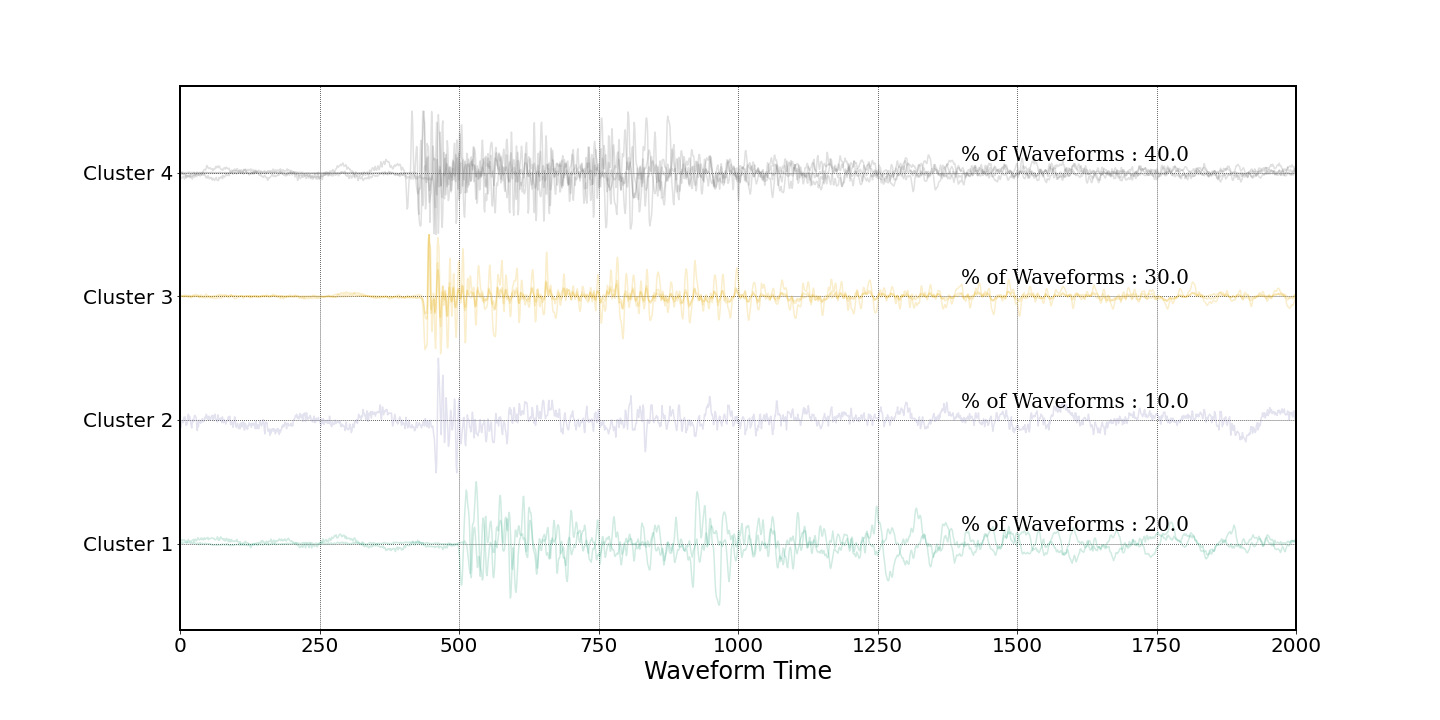 Cluster 4
% of Waveforms : 40.0
Cluster 3
% of Waveforms : 30.0
Cluster 2
% of Waveforms : 10.0
Cluster 1
% of Waveforms : 20.0
0 250 500 750 1000 1250 1500 1750 2000
Waveform Time